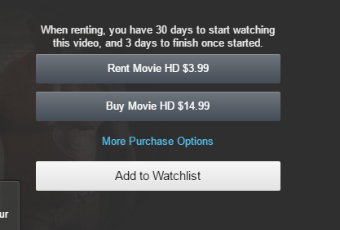 When renting, you have 30 days to start watching
this video, and 3 days to finish once started.
Rent Movie HD $3.99
Buy Movie HD $14.99
More Purchase Options
Add to Watchlist
ur